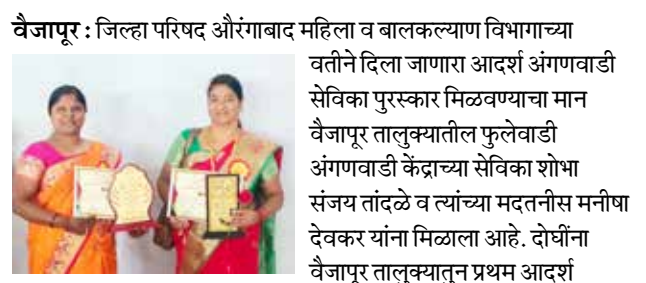 वैजापूर : जिल्हा परिषद औरंगाबाद महिला व बालकल्याण विभागाच्या
वतीने दिला जाणारा आदर्श अंगणवाडी
सेविका पुरस्कार मिळवण्याचा मान
वैजापूर तालुक्यातील फुलेवाडी
अंगणवाडी केंद्राच्या सेविका शोभा
संजय तांदळे व त्यांच्या मदतनीस मनीषा
देवकर यांना मिळाला आहे. दोघींना
वैजापूर तालुक्यातून प्रथम आदर्श